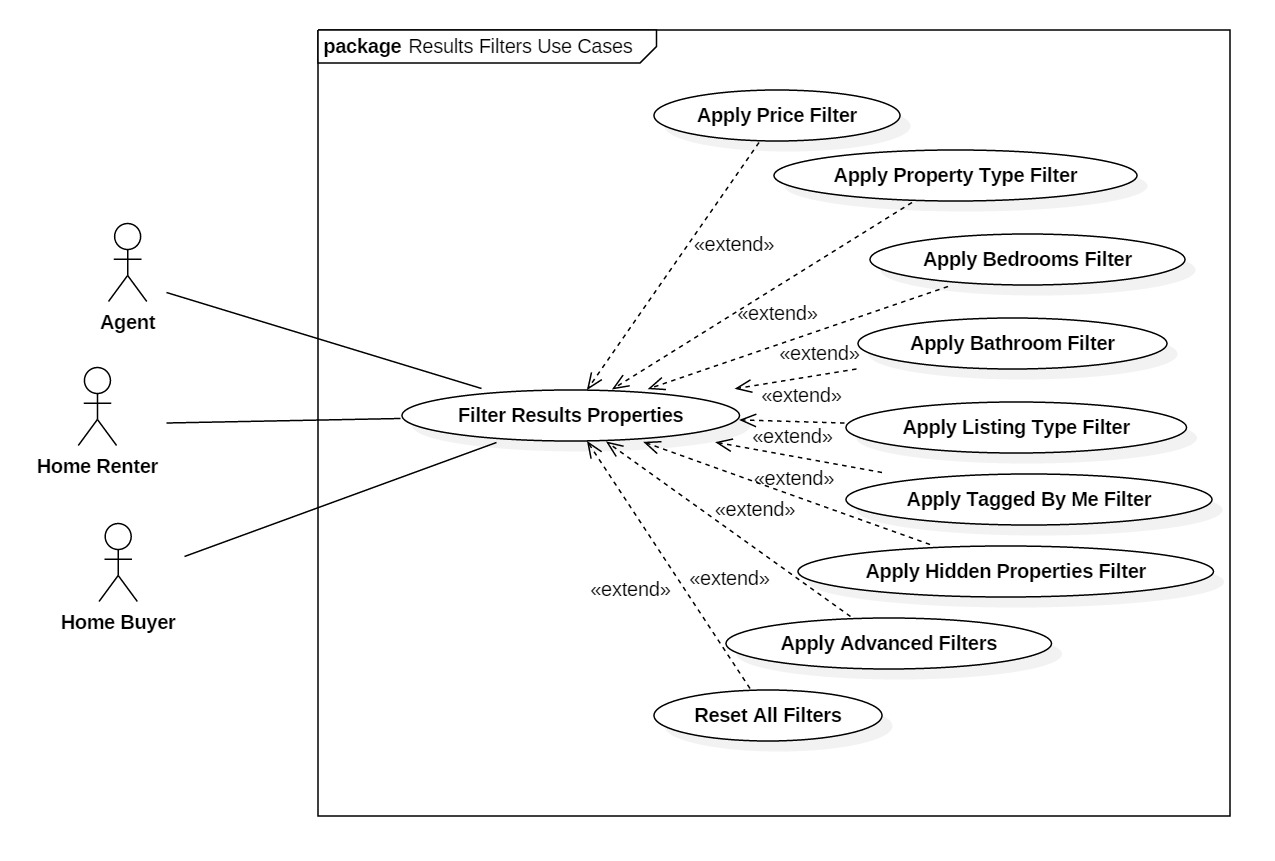 package Results Filters Use Cases
Apply Price Filter
Apply Property Type Filter
«extend»
Apply Bedrooms Filter
«extend»
Agent
Apply Bathroom Filter
«extend»
«extend»
Filter Results Properties
Apply Listing Type Filter
«extend»
Home Renter
«extend»
Apply Tagged By Me Filter
«extend»
Apply Hidden Properties Filter
«extend»
«extend»
Home Buyer
Apply Advanced Filters
Reset All Filters